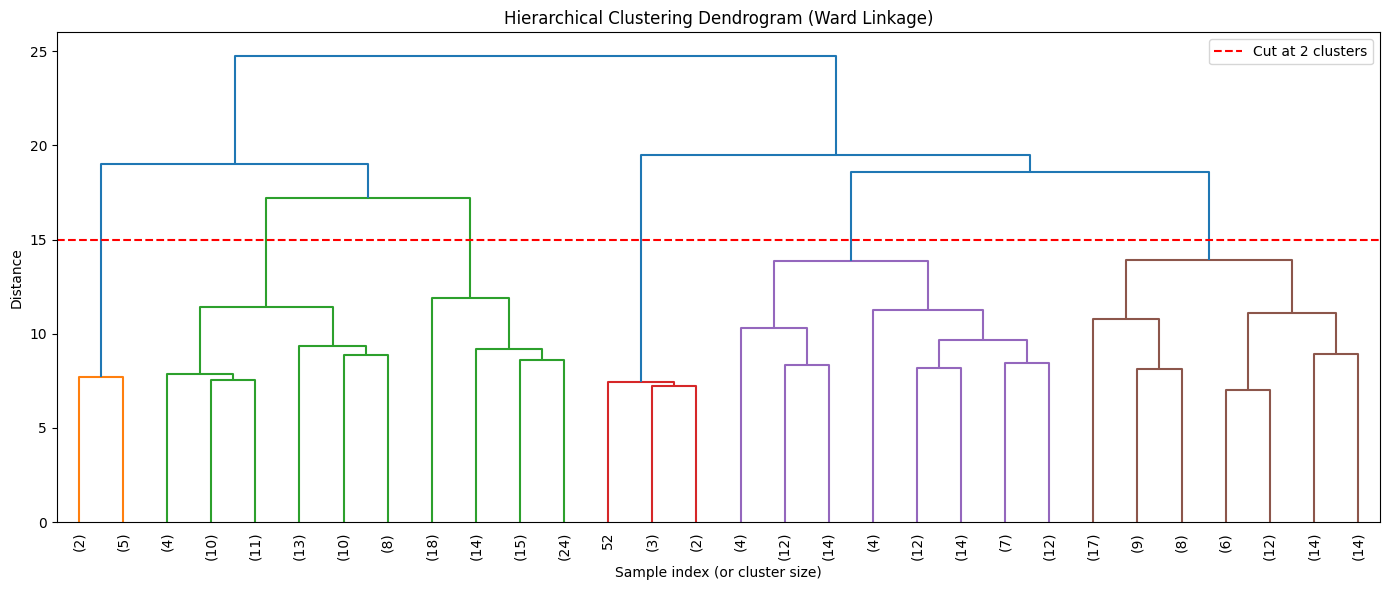 Hierarchical Clustering Dendrogram (Ward Linkage)
Cut at 2 clusters
Distance
25
20
15
10
5
0
(2) (5) (4) (10) (11) (13) (10) (8) (18) (14) (15) (24) 52 (3) (2) (4) (12) (14) (4) (12) (14) (7) (12) (17) (9) (8) (6) (12) (14) (14)
Sample index (or cluster size)